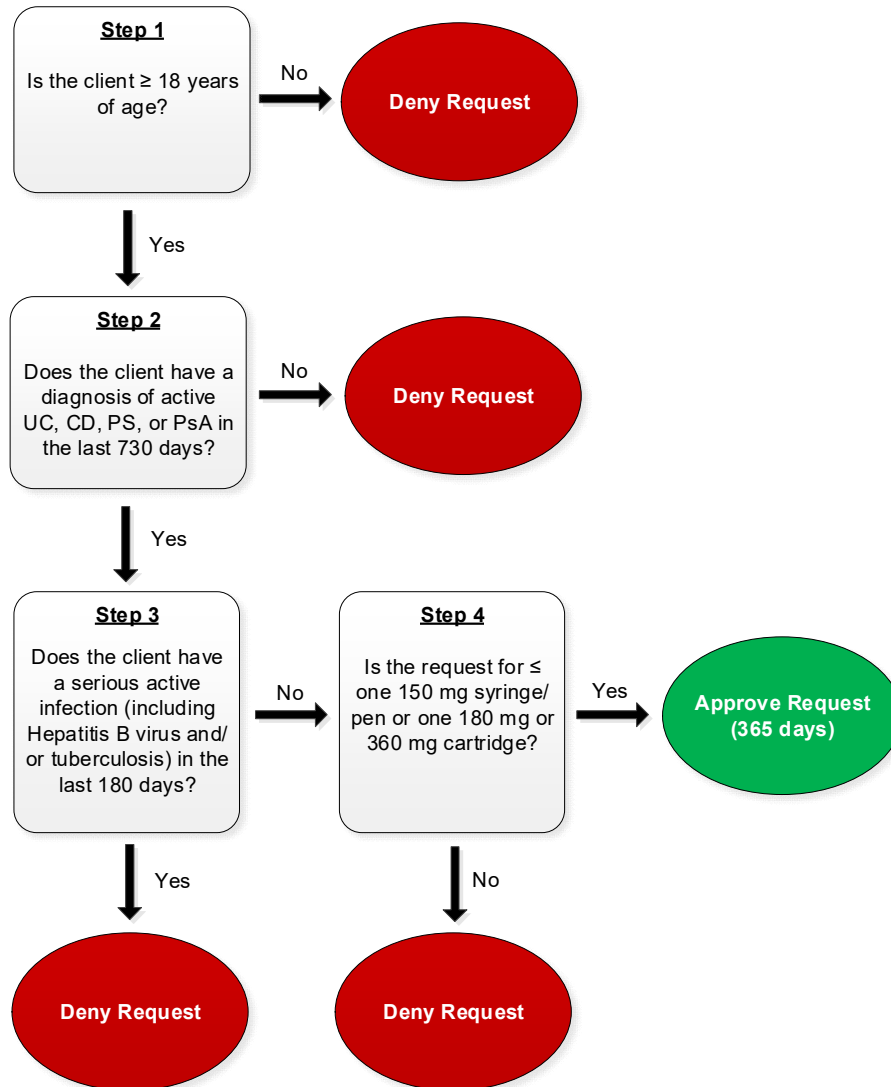 Step 1
Is the client ≥ 18 years
of age?
No
Deny Request
Yes
Step 2
Does the client have a
diagnosis of active
UC, CD, PS, or PsA in
the last 730 days?
No
Deny Request
Yes
Step 3
Does the client have
a serious active
infection (including
Hepatitis B virus and/
or tuberculosis) in the
last 180 days?
No
Step 4
Is the request for ≤
one 150 mg syringe/
pen or one 180 mg or
360 mg cartridge?
Yes
Approve Request
(365 days)
Yes
Deny Request
No
Deny Request